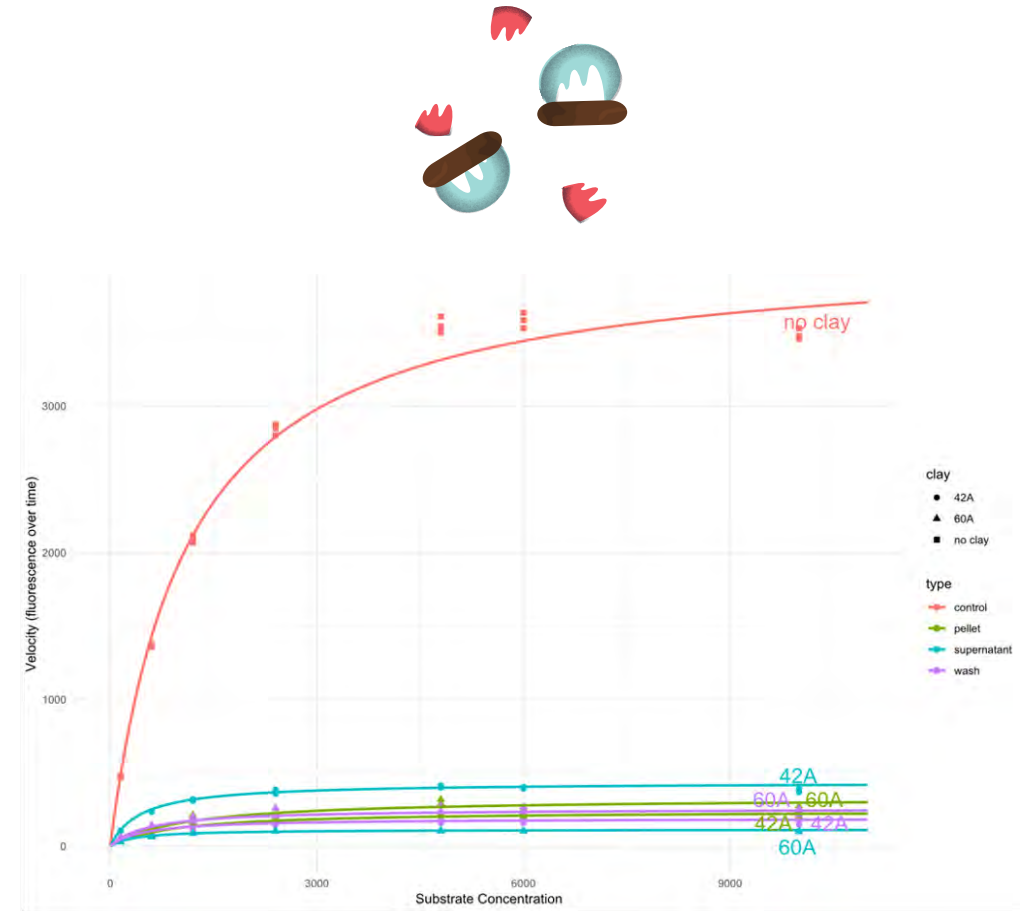 no clay
3000
2000
1000
0
Velocity (fluorescence over time)
42A
60A 60A
42A 42A
60A
0 3000 6000 9000
Substrate Concentration
clay
42A
60A
no clay
type
control
pellet
supernatant
wash